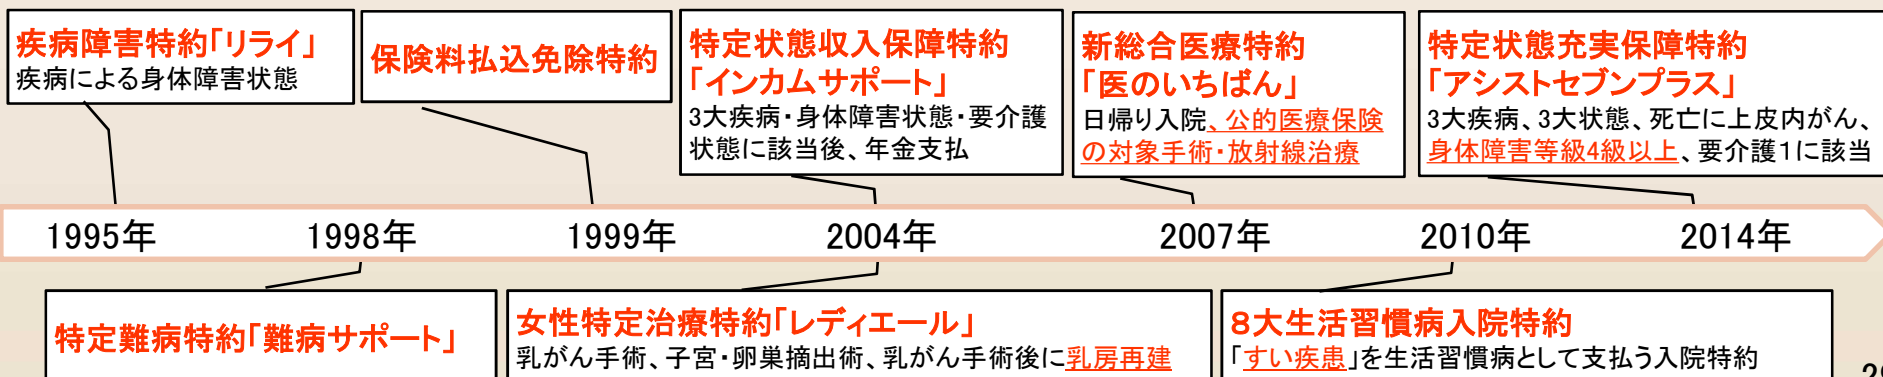 疾病障害特約「リライ」
疾病による身体障害状態
保険料払込免除特約
特定状態収入保障特約
「インカムサポート」
3大疾病・身体障害状態・要介護
状態に該当後、年金支払
新総合医療特約
「医のいちばん」
日帰り入院、公的医療保険
の対象手術・放射線治療
特定状態充実保障特約
「アシストセブンプラス」
3大疾病、3大状態、死亡に上皮内がん、
身体障害等級4級以上、要介護1に該当
1995年 1998年 1999年 2004年 2007年 2010年 2014年
特定難病特約「難病サポート」
女性特定治療特約「レディエール」
乳がん手術、子宮・卵巣摘出術、乳がん手術後に乳房再建
8大生活習慣病入院特約
「すい疾患」を生活習慣病として支払う入院特約